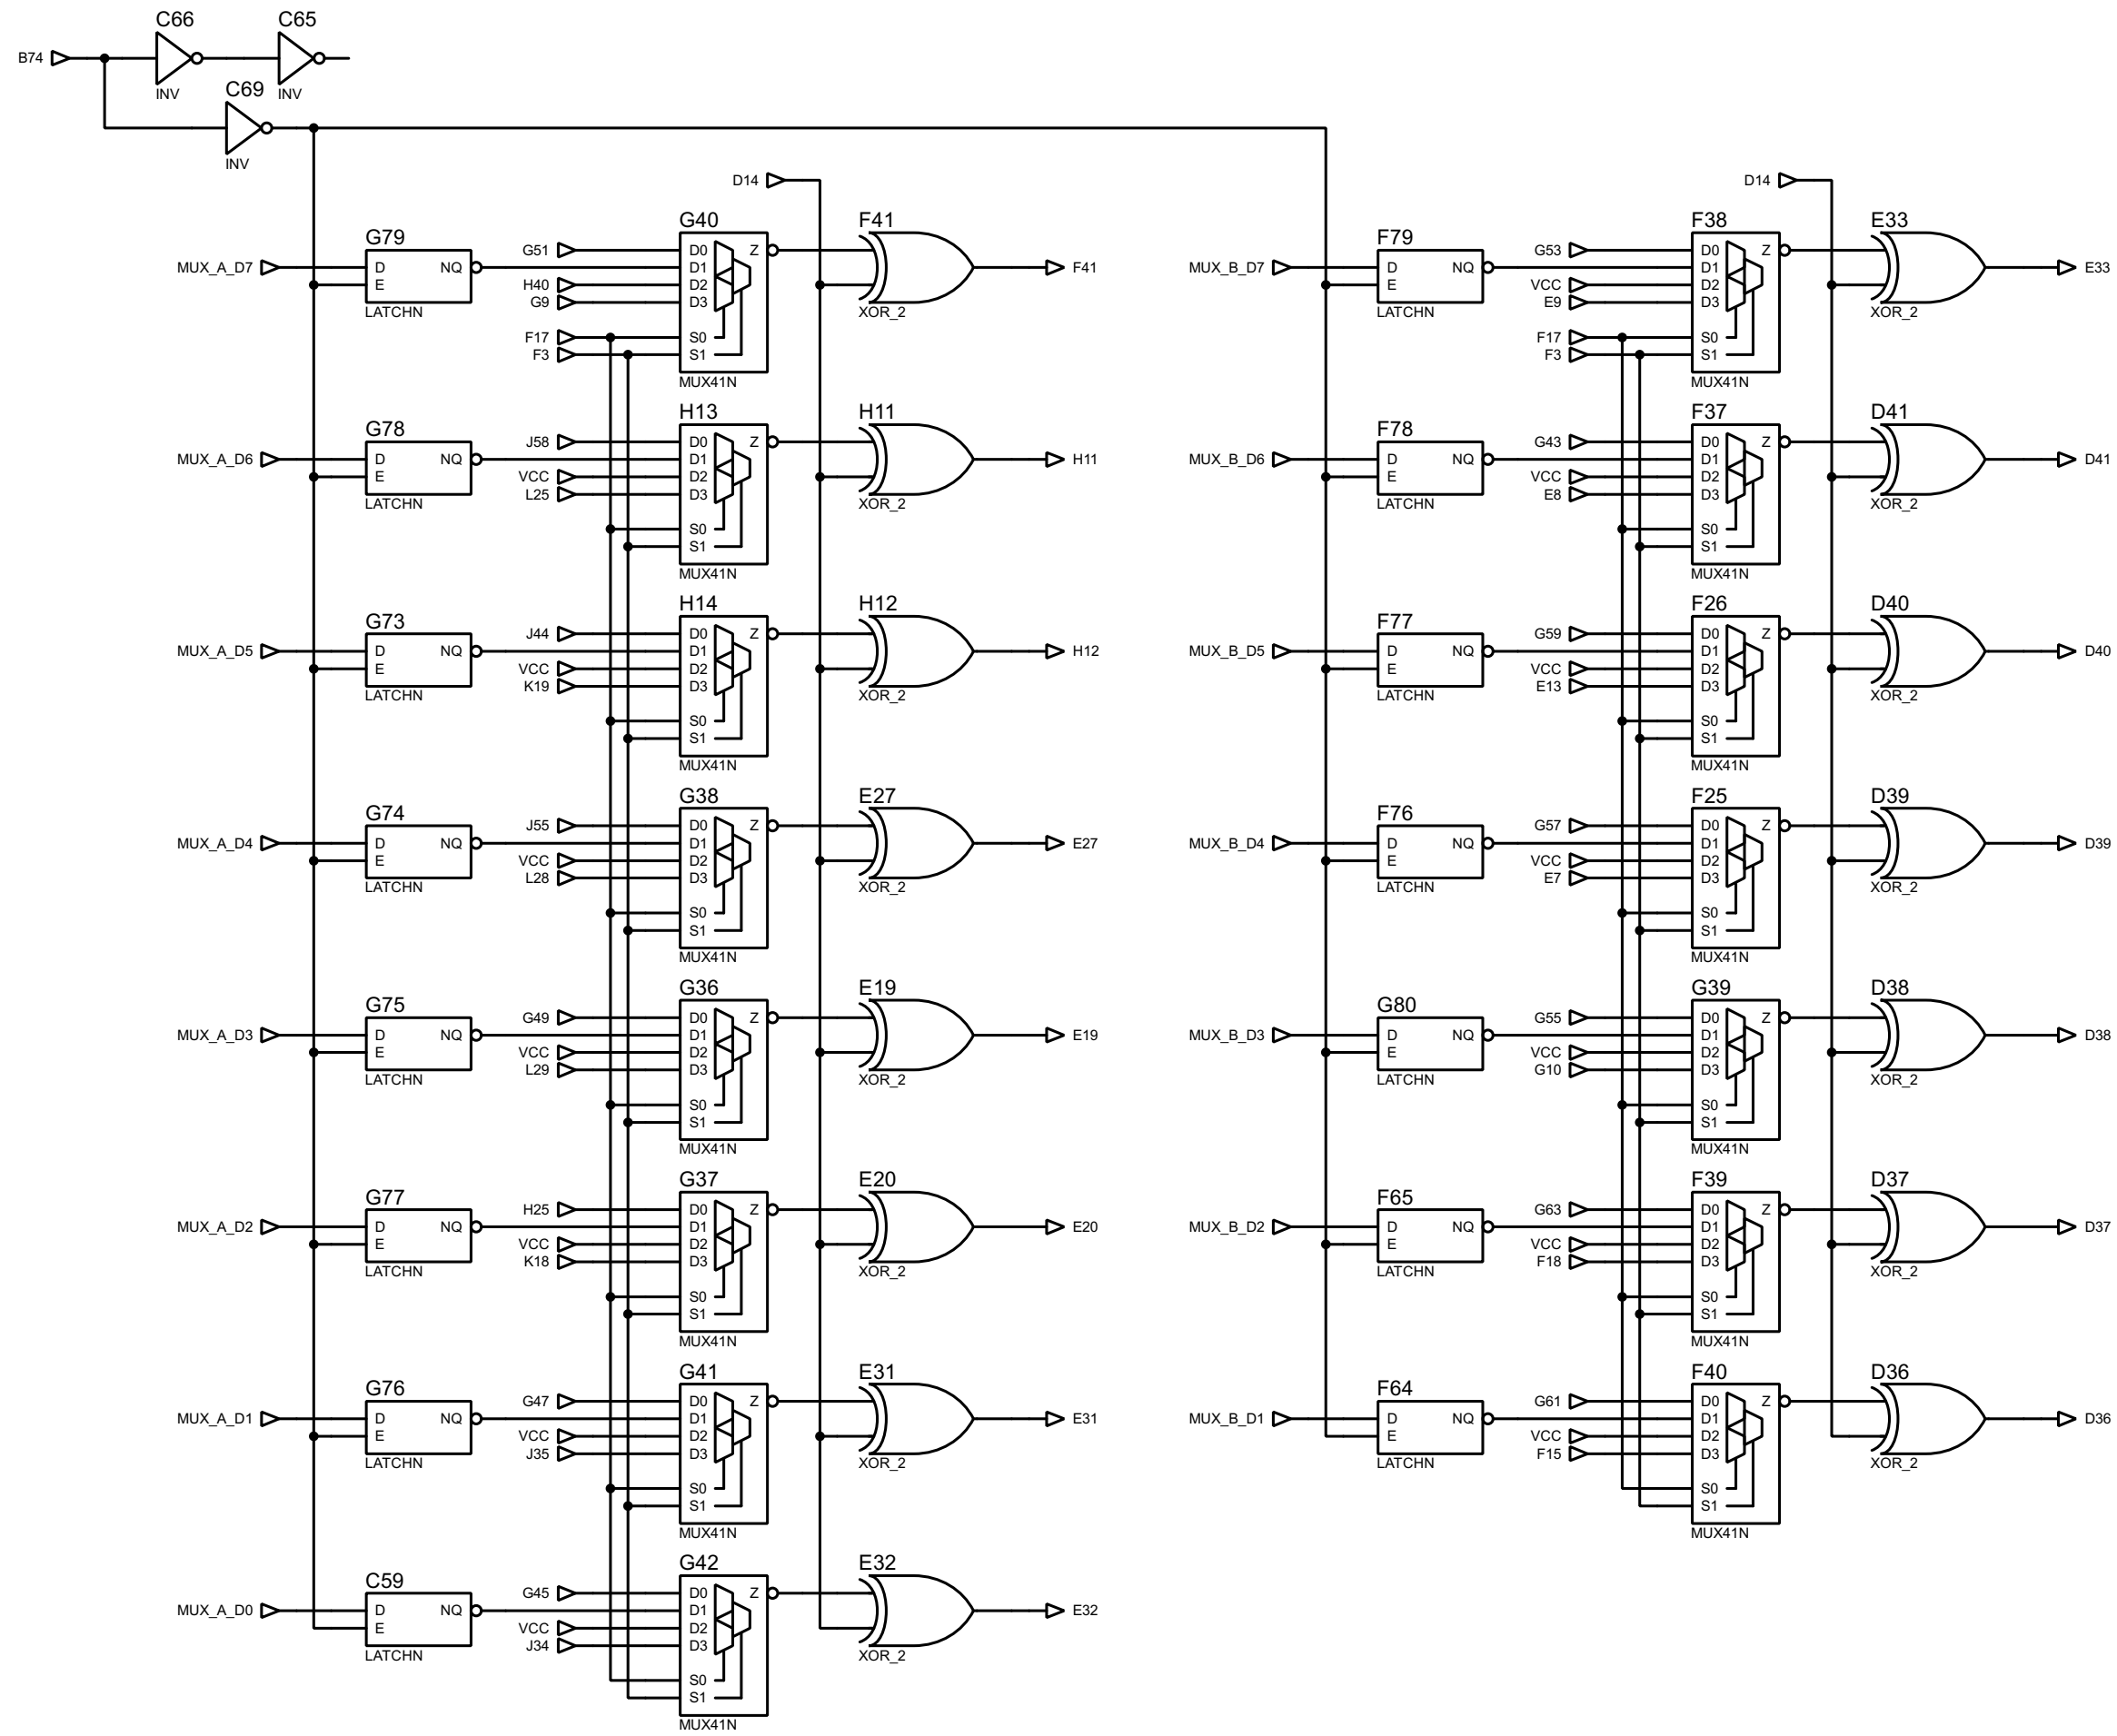 C66 C65
B74
INV INV
C69
INV
D14 D14
G79 G40 F41 F79 F38 E33
MUX_A_D7 D E NQ LATCHN G51 H40 G9 F17 F3 D0 D1 D2 D3 S0 S1 Z MUX41N XOR_2 F41
MUX_B_D7 D E NQ LATCHN G53 VCC E9 F17 F3 D0 D1 D2 D3 S0 S1 Z MUX41N XOR_2 E33
G78 H13 H11 F78 F37 D41
MUX_A_D6 D E NQ LATCHN J58 VCC L25 D0 D1 D2 D3 S0 S1 Z MUX41N XOR_2 H11
MUX_B_D6 D E NQ LATCHN G43 VCC E8 D0 D1 D2 D3 S0 S1 Z MUX41N XOR_2 D41
G73 H14 H12 F77 F26 D40
MUX_A_D5 D E NQ LATCHN J44 VCC K19 D0 D1 D2 D3 S0 S1 Z MUX41N XOR_2 H12
MUX_B_D5 D E NQ LATCHN G59 VCC E13 D0 D1 D2 D3 S0 S1 Z MUX41N XOR_2 D40
G74 G38 E27 F76 F25 D39
MUX_A_D4 D E NQ LATCHN J55 VCC L28 D0 D1 D2 D3 S0 S1 Z MUX41N XOR_2 E27
MUX_B_D4 D E NQ LATCHN G57 VCC E7 D0 D1 D2 D3 S0 S1 Z MUX41N XOR_2 D39
G75 G36 E19 G80 G39 D38
MUX_A_D3 D E NQ LATCHN G49 VCC L29 D0 D1 D2 D3 S0 S1 Z MUX41N XOR_2 E19
MUX_B_D3 D E NQ LATCHN G55 VCC G10 D0 D1 D2 D3 S0 S1 Z MUX41N XOR_2 D38
G77 G37 E20 F65 F39 D37
MUX_A_D2 D E NQ LATCHN H25 VCC K18 D0 D1 D2 D3 S0 S1 Z MUX41N XOR_2 E20
MUX_B_D2 D E NQ LATCHN G63 VCC F18 D0 D1 D2 D3 S0 S1 Z MUX41N XOR_2 D37
G76 G41 E31 F64 F40 D36
MUX_A_D1 D E NQ LATCHN G47 VCC J35 D0 D1 D2 D3 S0 S1 Z MUX41N XOR_2 E31
MUX_B_D1 D E NQ LATCHN G61 VCC F15 D0 D1 D2 D3 S0 S1 Z MUX41N XOR_2 D36
C59 G42 E32
MUX_A_D0 D E NQ LATCHN G45 VCC J34 D0 D1 D2 D3 S0 S1 Z MUX41N XOR_2 E32